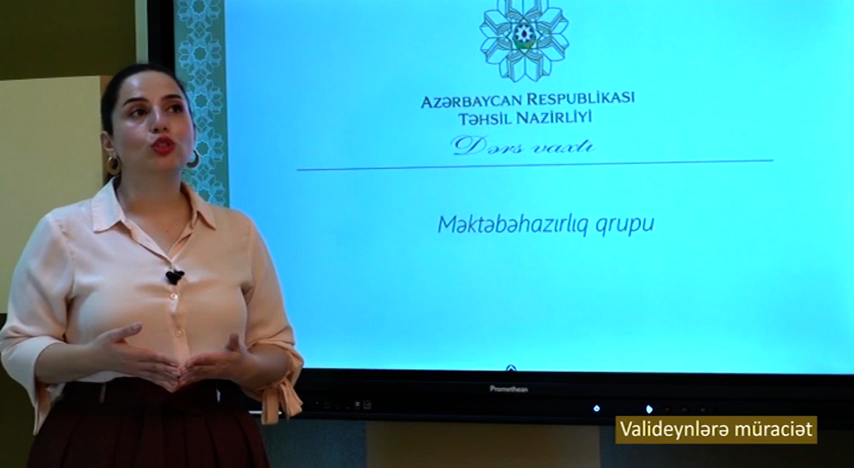 AZƏRBAYCAN RESPUBLİKASI
TƏHSİL NAZİRLİYİ
Dərs vaxtı
Məktəbəhazırlıq qrupu
Promethean
Valideynlərə müraciət